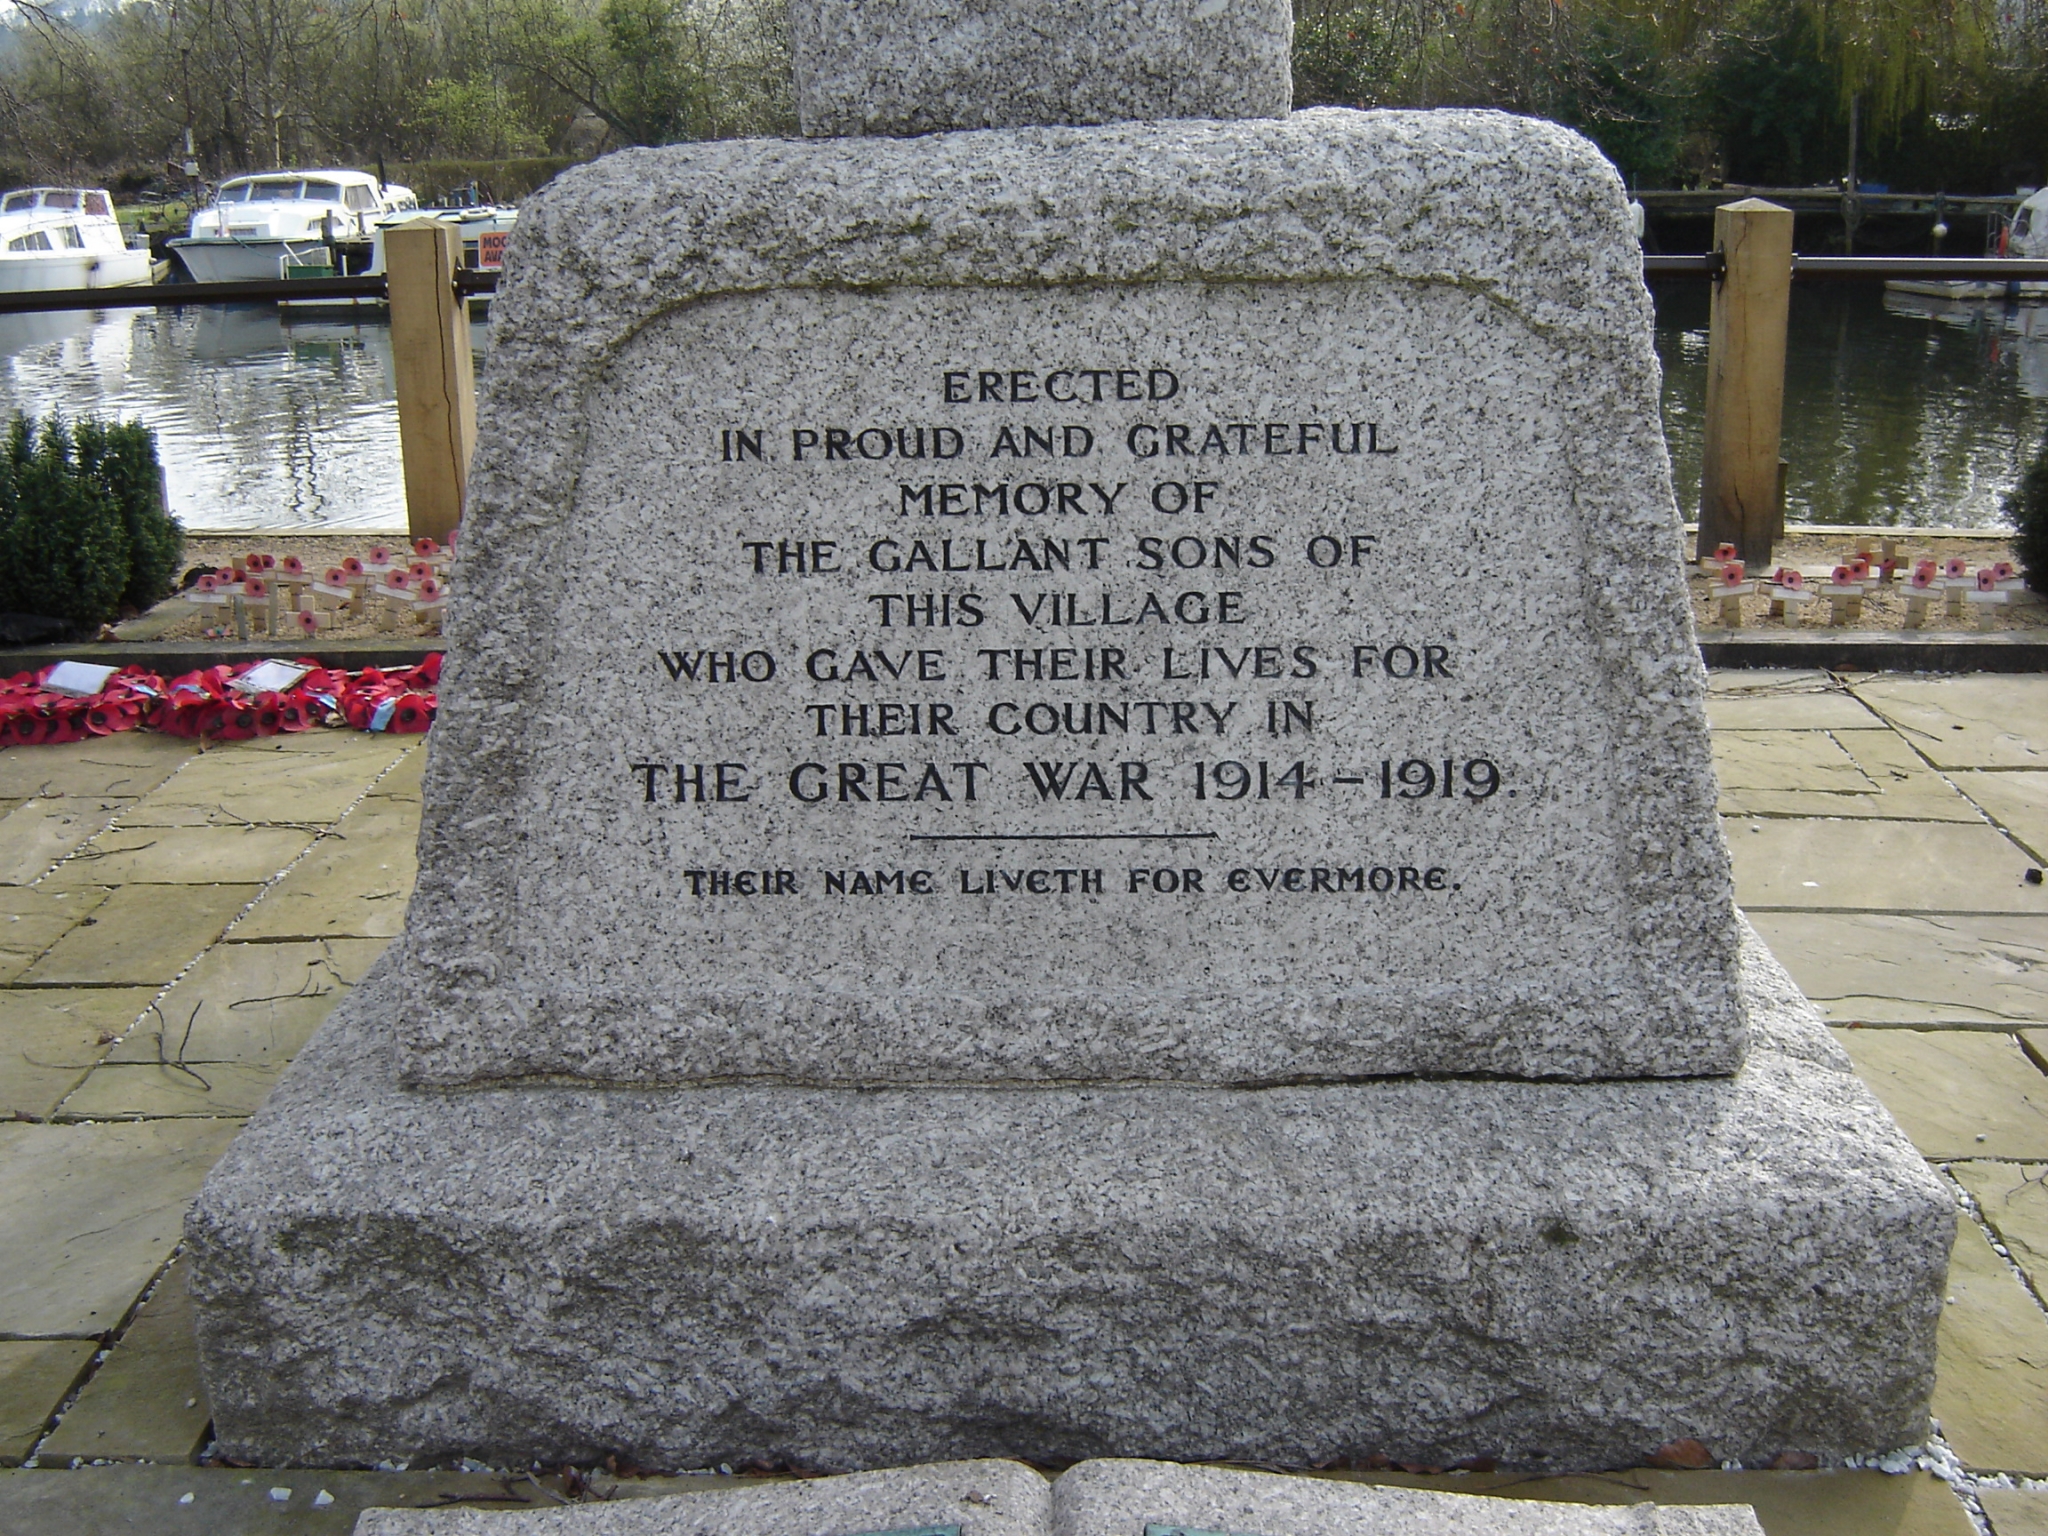 ERECTED
IN PROUD AND GRATEFUL
MEMORY OF
THE GALLANT SONS OF
THIS VILLAGE
WHO GAVE THEIR LIVES FOR
THEIR COUNTRY IN
THE GREAT WAR 1914-1919.
THEIR NAME LIVETH FOR EVERMORE.